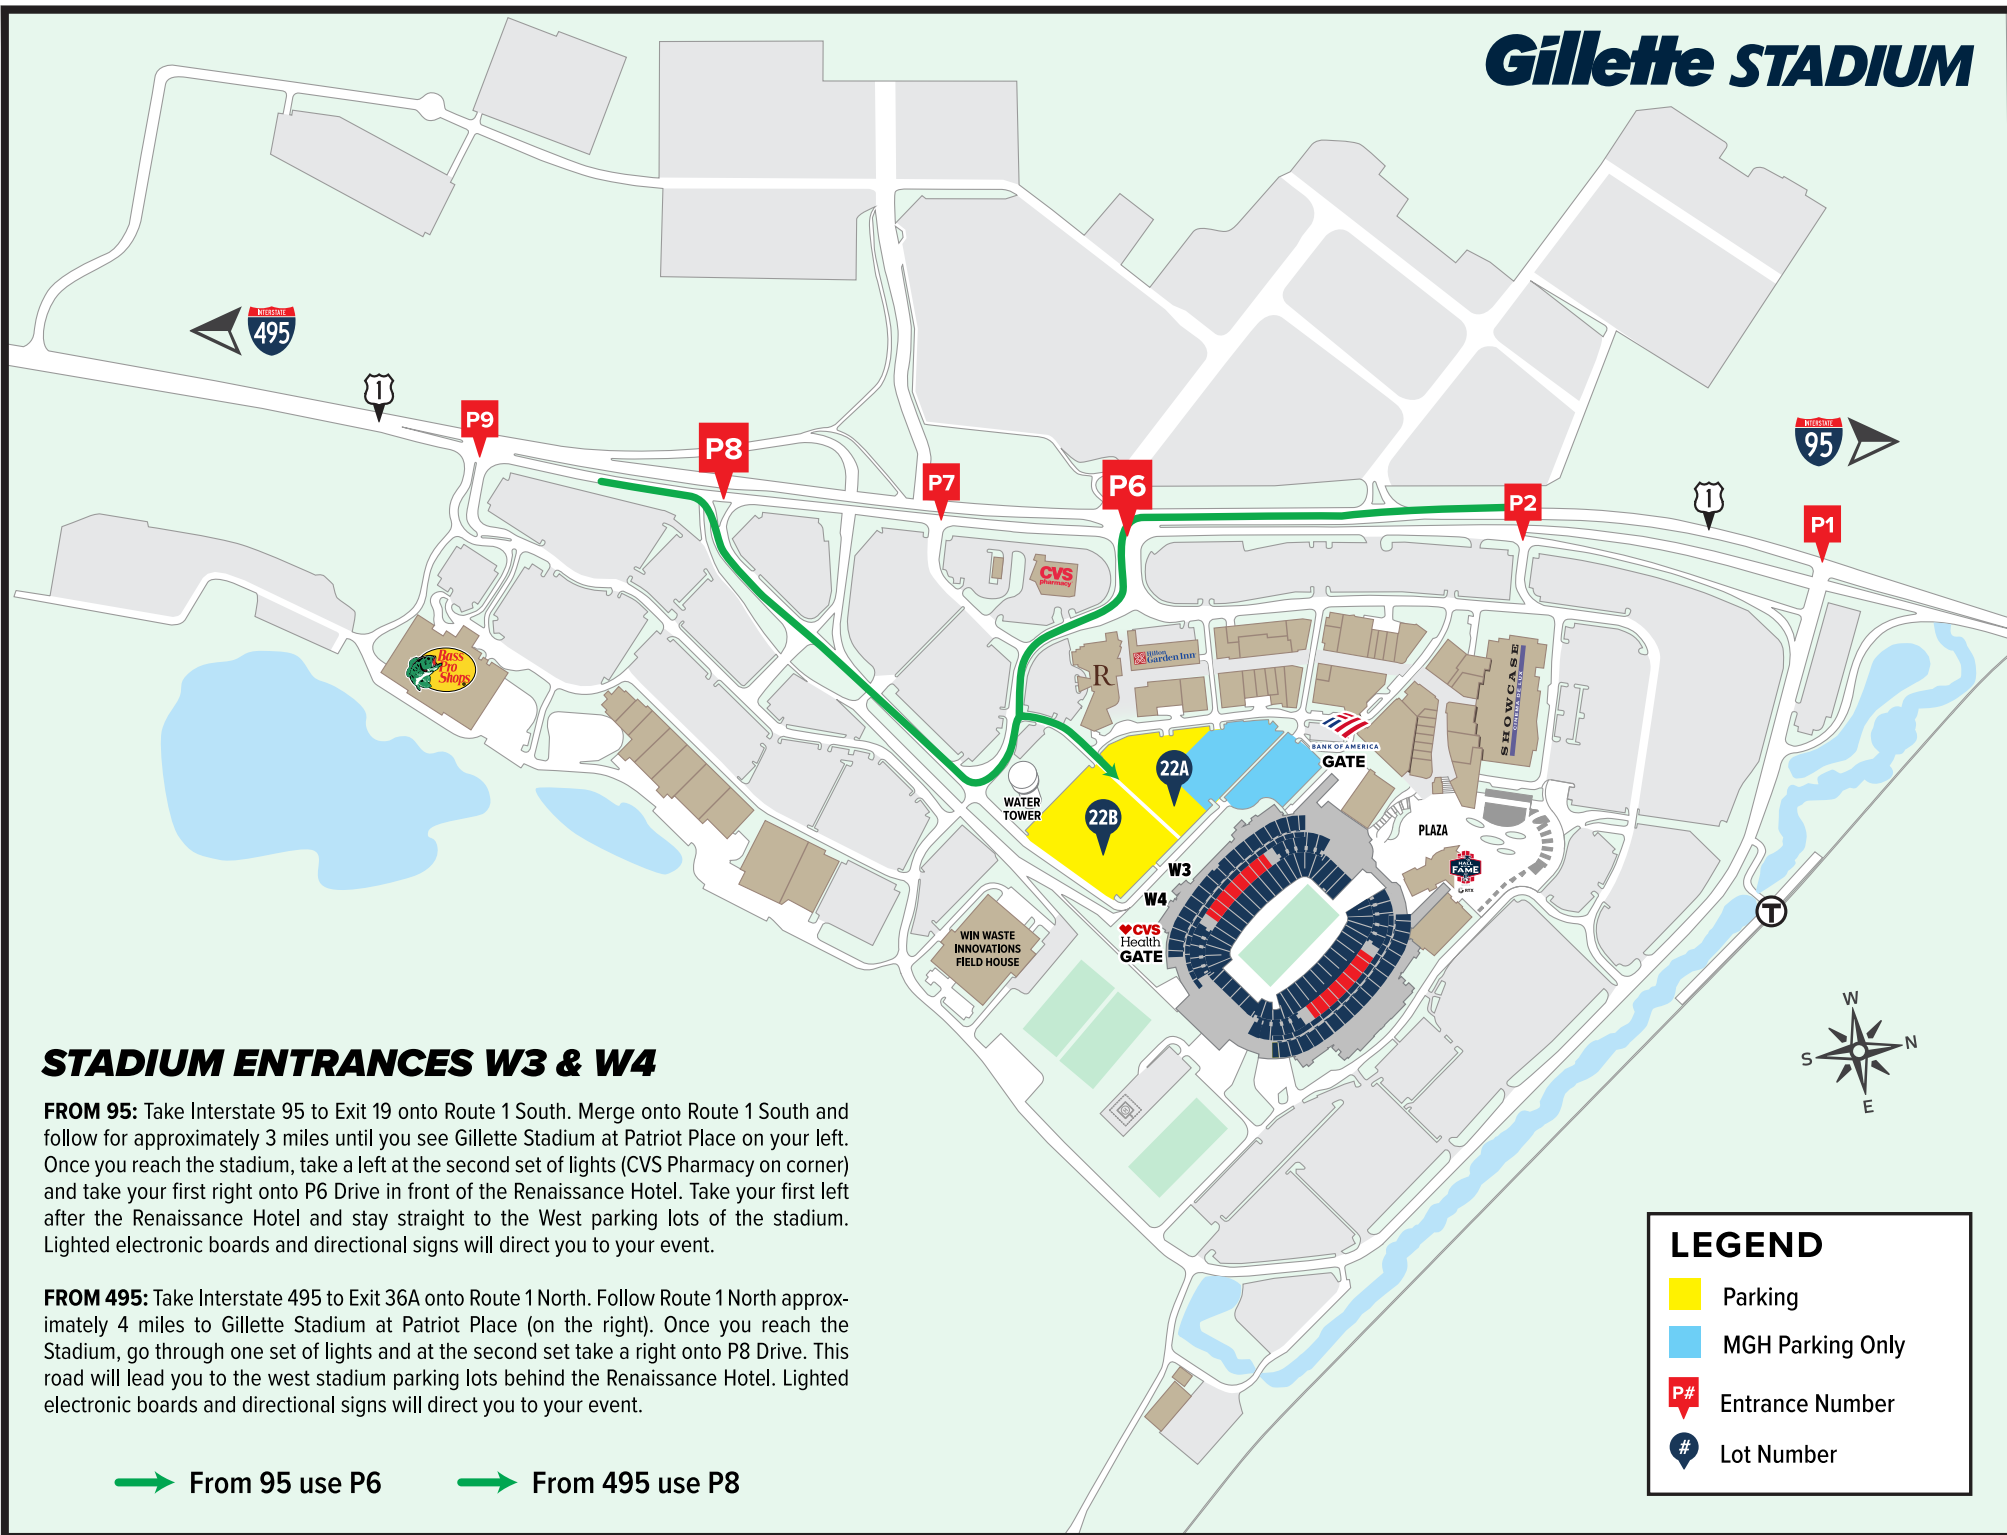 Gillette STADIUM
INTERSTATE
495
1
P9
P8
P7
P6
P2
1
P1
INTERSTATE
95
CVS
pharmacy
Bass
Pro
Shops
R
Hilton
Garden Inn
SHOWCASE
CINEMA DE LUX
BANK OF AMERICA
GATE
22A
22B
WATER
TOWER
PLAZA
HALL
FAME
W3
W4
CVS
Health
GATE
WIN WASTE
INNOVATIONS
FIELD HOUSE
T
W
S
N
E
STADIUM ENTRANCES W3 & W4
FROM 95: Take Interstate 95 to Exit 19 onto Route 1 South. Merge onto Route 1 South and
follow for approximately 3 miles until you see Gillette Stadium at Patriot Place on your left.
Once you reach the stadium, take a left at the second set of lights (CVS Pharmacy on corner)
and take your first right onto P6 Drive in front of the Renaissance Hotel. Take your first left
after the Renaissance Hotel and stay straight to the West parking lots of the stadium.
Lighted electronic boards and directional signs will direct you to your event.
FROM 495: Take Interstate 495 to Exit 36A onto Route 1 North. Follow Route 1 North approx-
imately 4 miles to Gillette Stadium at Patriot Place (on the right). Once you reach the
Stadium, go through one set of lights and at the second set take a right onto P8 Drive. This
road will lead you to the west stadium parking lots behind the Renaissance Hotel. Lighted
electronic boards and directional signs will direct you to your event.
From 95 use P6
From 495 use P8
LEGEND
Parking
MGH Parking Only
P# Entrance Number
# Lot Number